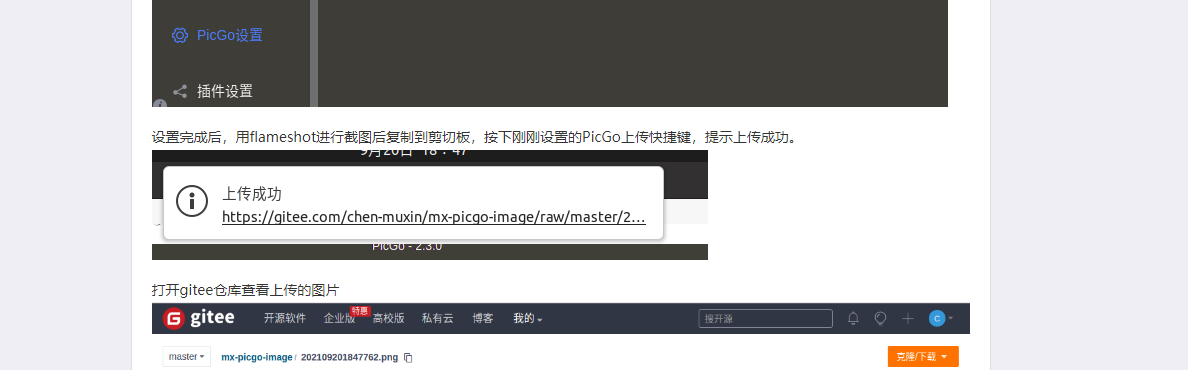 PicGo设置
插件设置
设置完成后，用flameshot进行截图后复制到剪切板，按下刚刚设置的PicGo上传快捷键，提示上传成功。
9月20日 18：47
上传成功
https://gitee.com/chen-muxin/mx-picgo-image/raw/master/2...
PicGo - 2.3.0
打开gitee仓库查看上传的图片
gitee 开源软件 企业版 特惠 高校版 私有云 博客 我的 搜开源 C
master mx-picgo-image / 202109201847762.png 克隆/下载